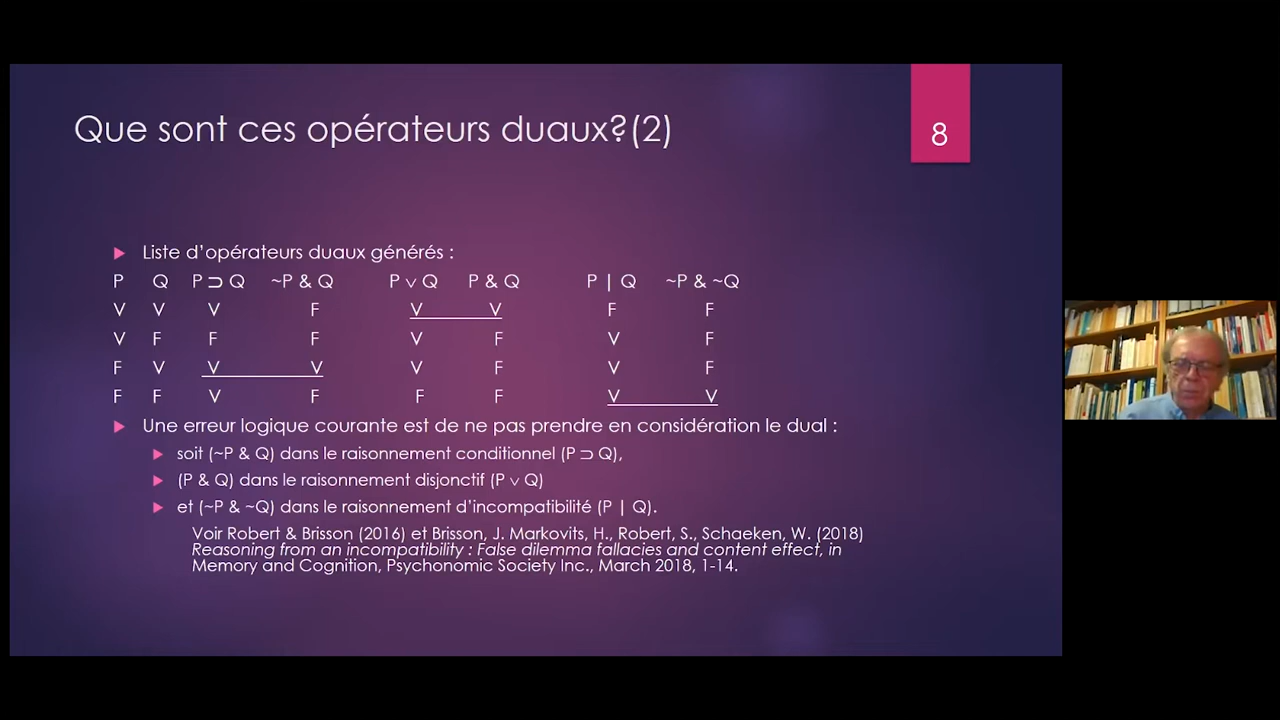 Que sont ces opérateurs duaux?(2)
8
Liste d'opérateurs duaux générés :
P Q P ⊃ Q ~P & Q P ∨ Q P & Q P | Q ~P & ~Q
V V V F V V F F
V F F F V F V F
F V V V V F V F
F F V F F F V V
Une erreur logique courante est de ne pas prendre en considération le dual :
soit (~P & Q) dans le raisonnement conditionnel (P ⊃ Q),
(P & Q) dans le raisonnement disjonctif (P ∨ Q)
et (~P & ~Q) dans le raisonnement d'incompatibilité (P | Q).
Voir Robert & Brisson (2016) et Brisson, J. Markovits, H., Robert, S., Schaeken, W. (2018)
Reasoning from an incompatibility : False dilemma fallacies and content effect, in
Memory and Cognition, Psychonomic Society Inc., March 2018, 1-14.